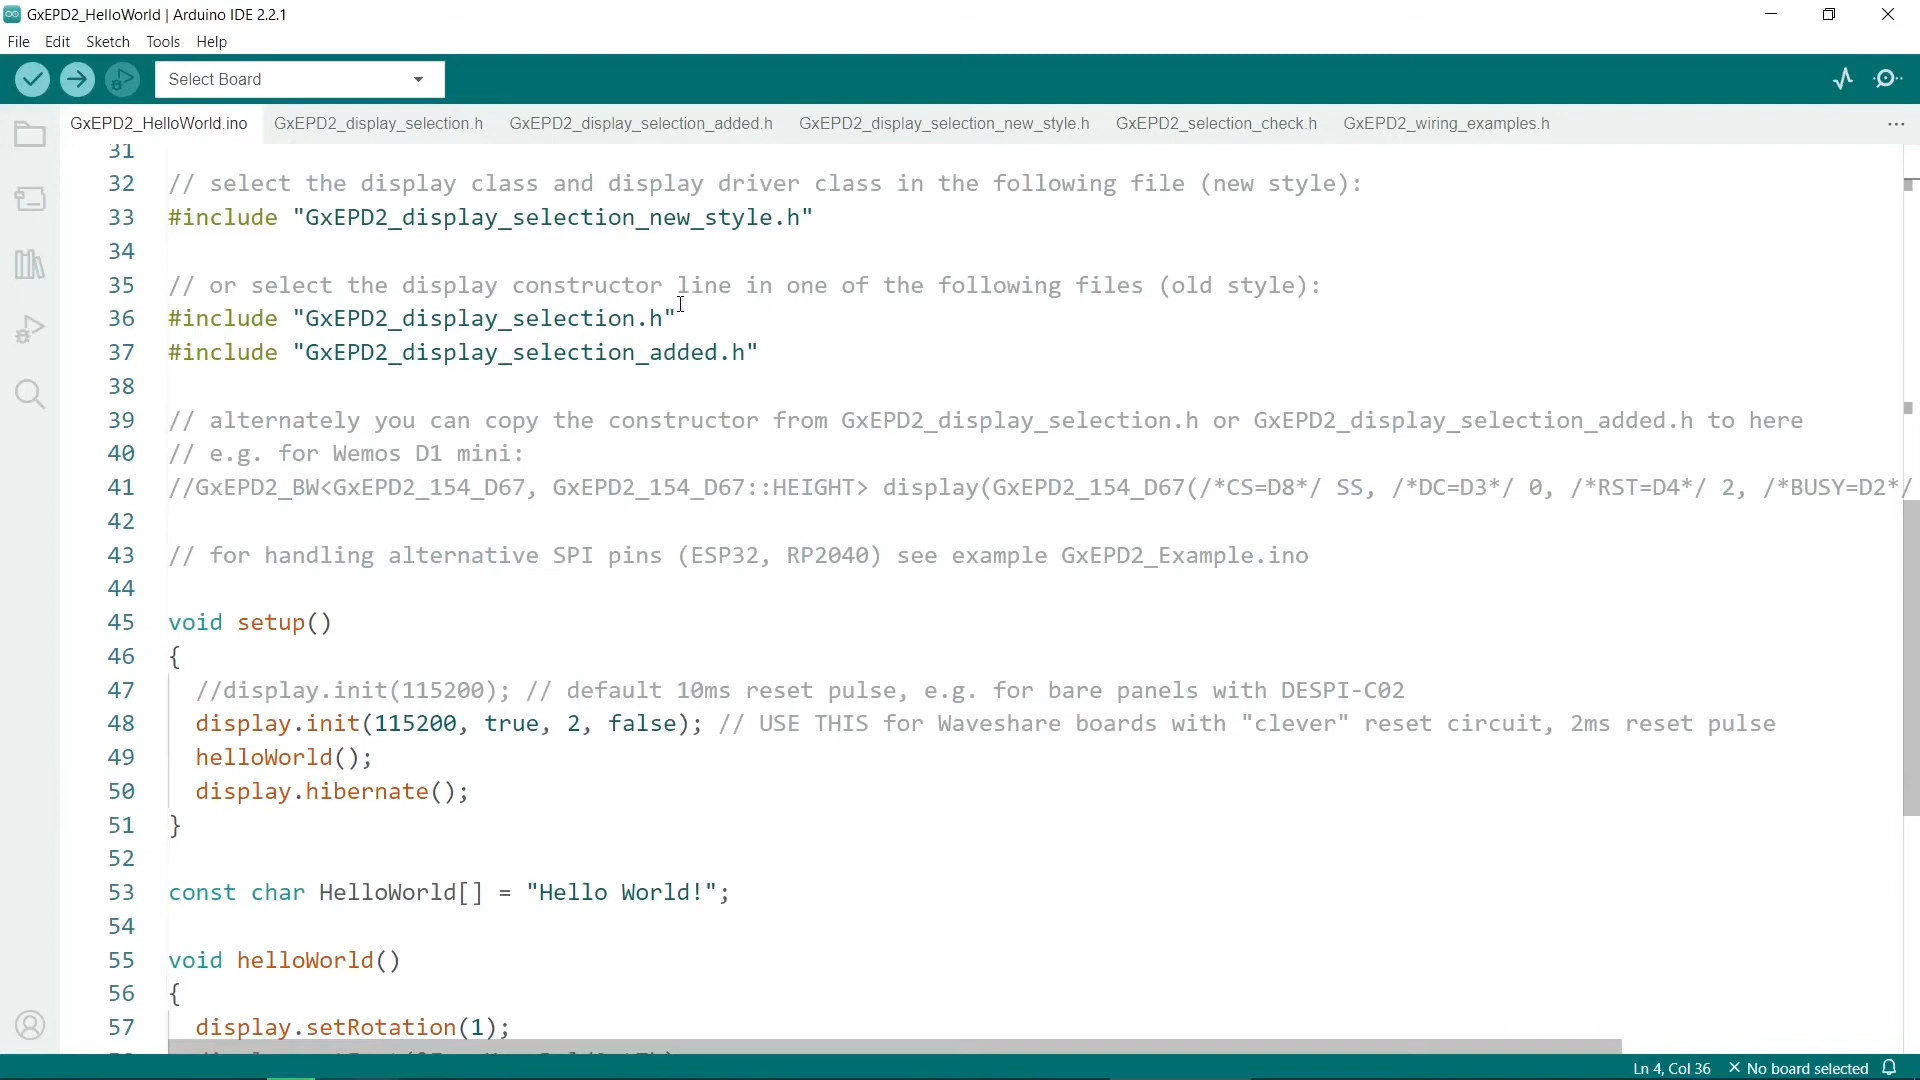 GxEPD2_HelloWorld | Arduino IDE 2.2.1
File Edit Sketch Tools Help
Select Board
GxEPD2_HelloWorld.ino GxEPD2_display_selection.h GxEPD2_display_selection_added.h GxEPD2_display_selection_new_style.h GxEPD2_selection_check.h GxEPD2_wiring_examples.h
31
32 // select the display class and display driver class in the following file (new style):
33 #include "GxEPD2_display_selection_new_style.h"
34
35 // or select the display constructor line in one of the following files (old style):
36 #include "GxEPD2_display_selection.h"
37 #include "GxEPD2_display_selection_added.h"
38
39 // alternately you can copy the constructor from GxEPD2_display_selection.h or GxEPD2_display_selection_added.h to here
40 // e.g. for Wemos D1 mini:
41 //GxEPD2_BW<GxEPD2_154_D67, GxEPD2_154_D67::HEIGHT> display(GxEPD2_154_D67(/*CS=D8*/ SS, /*DC=D3*/ 0, /*RST=D4*/ 2, /*BUSY=D2*/
42
43 // for handling alternative SPI pins (ESP32, RP2040) see example GxEPD2_Example.ino
44
45 void setup()
46 {
47 //display.init(115200); // default 10ms reset pulse, e.g. for bare panels with DESPI-C02
48 display.init(115200, true, 2, false); // USE THIS for Waveshare boards with "clever" reset circuit, 2ms reset pulse
49 helloWorld();
50 display.hibernate();
51 }
52
53 const char HelloWorld[] = "Hello World!";
54
55 void helloWorld()
56 {
57 display.setRotation(1);
Ln 4, Col 36 No board selected